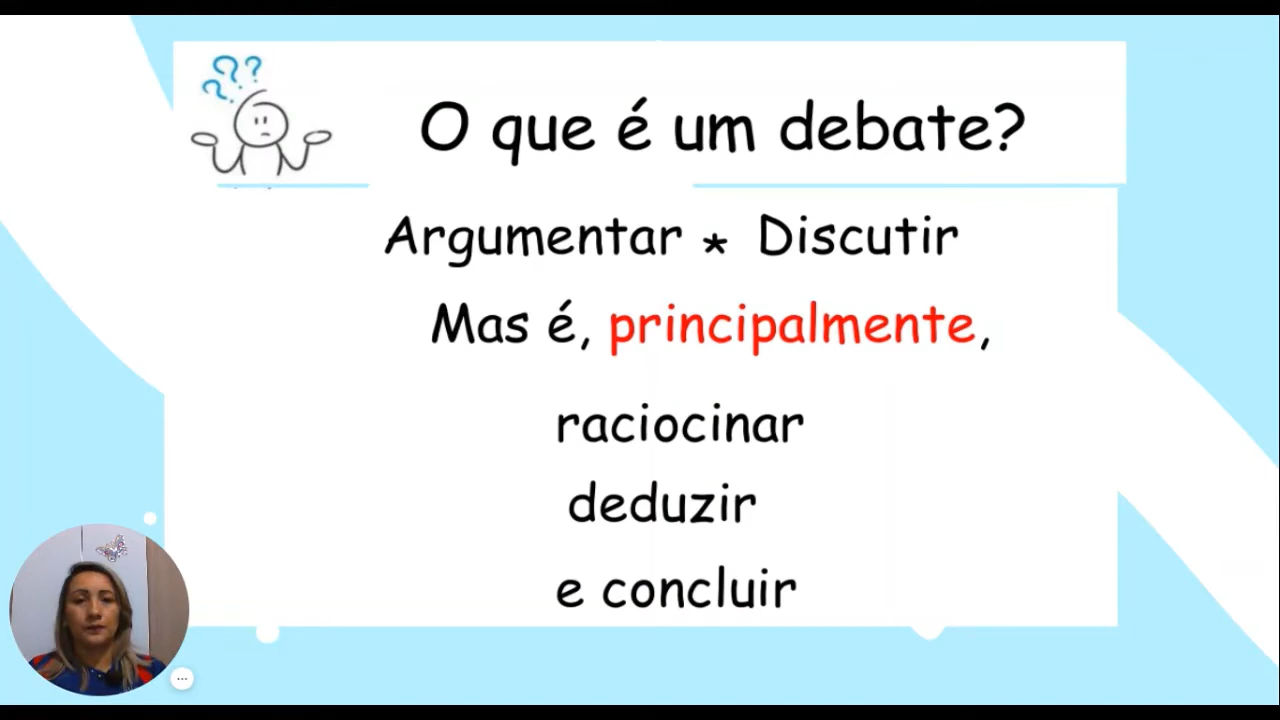 O que é um debate?
Argumentar * Discutir
Mas é, principalmente,
raciocinar
deduzir
e concluir